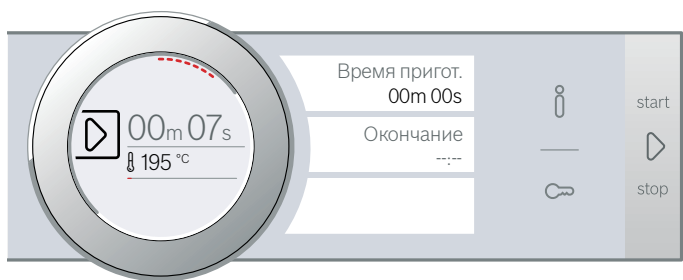 00m 07s
195 °C
Время пригот.
00m 00s
Окончание
--:--
start
stop